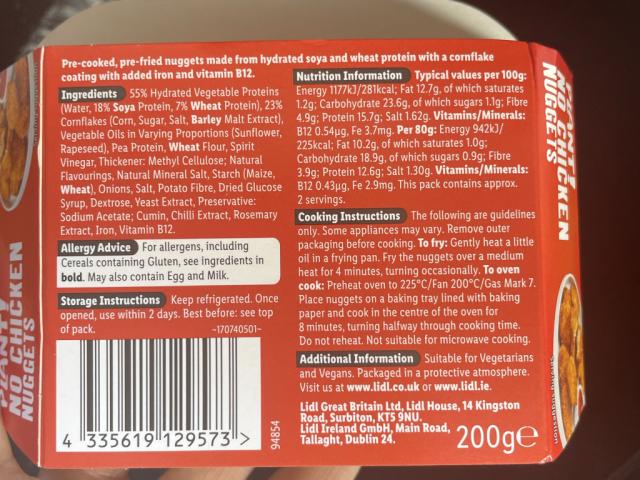 Pre-cooked, pre-fried nuggets made from hydrated soya and wheat protein with a cornflake
coating with added iron and vitamin B12.
Ingredients 55% Hydrated Vegetable Proteins
(Water, 18% Soya Protein, 7% Wheat Protein), 23%
Cornflakes (Corn, Sugar, Salt, Barley Malt Extract),
Vegetable Oils in Varying Proportions (Sunflower,
Rapeseed), Pea Protein, Wheat Flour, Spirit
Vinegar, Thickener: Methyl Cellulose; Natural
Flavourings, Natural Mineral Salt, Starch (Maize,
Wheat), Onions, Salt, Potato Fibre, Dried Glucose
Syrup, Dextrose, Yeast Extract, Preservative:
Sodium Acetate; Cumin, Chilli Extract, Rosemary
Extract, Iron, Vitamin B12.
Allergy Advice For allergens, including
Cereals containing Gluten, see ingredients in
bold. May also contain Egg and Milk.
Storage Instructions Keep refrigerated. Once
opened, use within 2 days. Best before: see top
of pack. -170740501-
4 335619 129573 >
94854
Nutrition Information Typical values per 100g:
Energy 1177kJ/281kcal; Fat 12.7g, of which saturates
1.2g; Carbohydrate 23.6g, of which sugars 1.1g; Fibre
4.9g; Protein 15.7g; Salt 1.62g. Vitamins/Minerals:
B12 0.54µg, Fe 3.7mg. Per 80g: Energy 942kJ/
225kcal; Fat 10.2g, of which saturates 1.0g;
Carbohydrate 18.9g, of which sugars 0.9g; Fibre
3.9g; Protein 12.6g; Salt 1.30g. Vitamins/Minerals:
B12 0.43µg, Fe 2.9mg. This pack contains approx.
2 servings.
Cooking Instructions The following are guidelines
only. Some appliances may vary. Remove outer
packaging before cooking. To fry: Gently heat a little
oil in a frying pan. Fry the nuggets over a medium
heat for 4 minutes, turning occasionally. To oven
cook: Preheat oven to 225°C/Fan 200°C/Gas Mark 7.
Place nuggets on a baking tray lined with baking
paper and cook in the centre of the oven for
8 minutes, turning halfway through cooking time.
Do not reheat. Not suitable for microwave cooking.
Additional Information Suitable for Vegetarians
and Vegans. Packaged in a protective atmosphere.
Visit us at www.lidl.co.uk or www.lidl.ie.
Lidl Great Britain Ltd, Lidl House, 14 Kingston
Road, Surbiton, KT5 9NU.
Lidl Ireland GmbH, Main Road,
Tallaght, Dublin 24.
200g℮
PLANTY
NO CHICKEN
NUGGETS
NO CHICKEN
NUGGETS